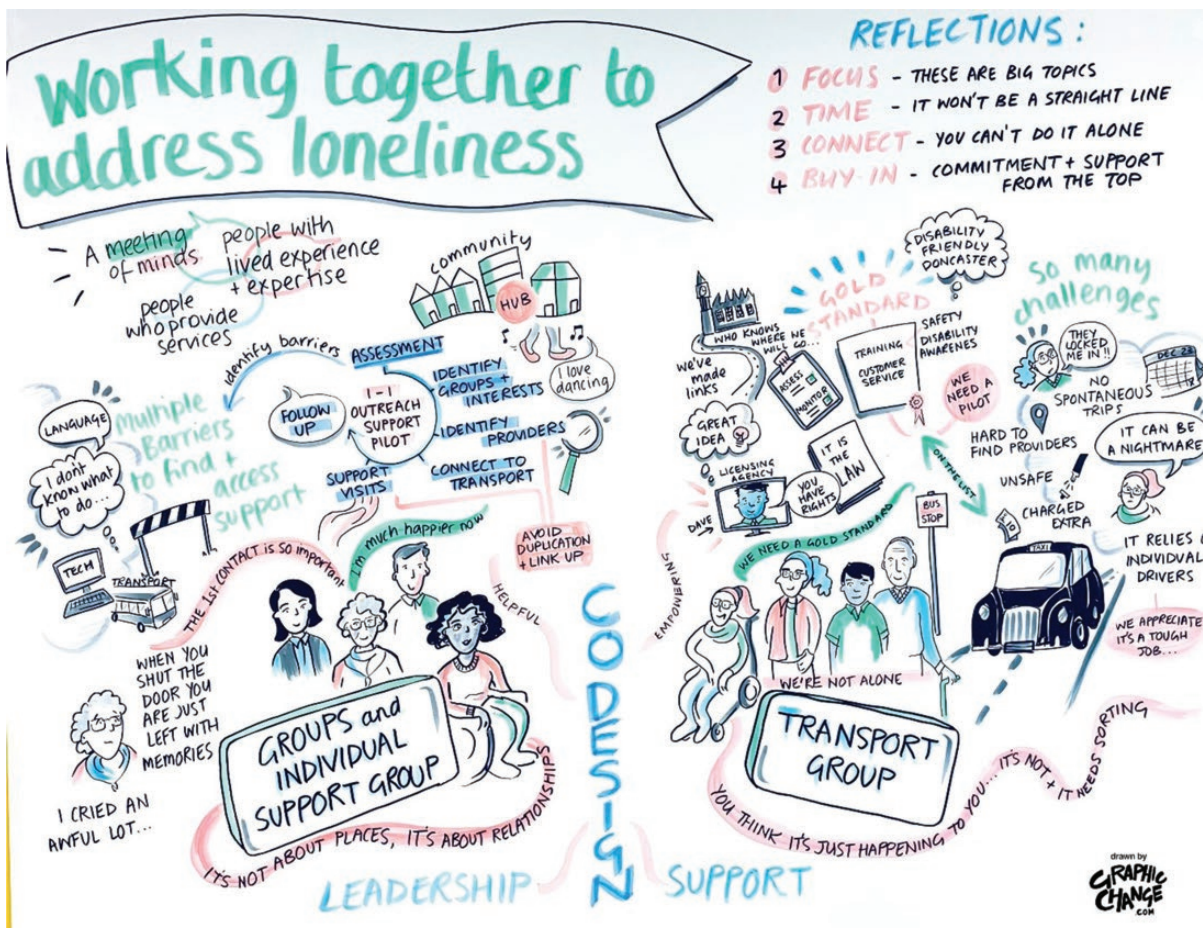 Working together to
address loneliness
REFLECTIONS :
1 FOCUS - THESE ARE BIG TOPICS
2 TIME - IT WON'T BE A STRAIGHT LINE
3 CONNECT - YOU CAN'T DO IT ALONE
4 BUY-IN - COMMITMENT + SUPPORT
FROM THE TOP
A meeting
of minds
people with
lived experience
+ expertise
people
who provide
services
community
HUB
I love
dancing
Identify barriers
ASSESSMENT
IDENTIFY
GROUPS +
INTERESTS
IDENTIFY
PROVIDERS
CONNECT TO
TRANSPORT
SUPPORT
VISITS
FOLLOW
UP
1-1
OUTREACH
SUPPORT
PILOT
AVOID
DUPLICATION
+ LINK UP
Multiple
Barriers
to find +
access
support
LANGUAGE
I dont
know what
to do...
TECH
TRANSPORT
THE 1st CONTACT is so important
I'm much happier now
HELPFUL
WHEN YOU
SHUT THE
DOOR YOU
ARE JUST
LEFT WITH
MEMORIES
I CRIED AN
AWFUL LOT...
GROUPS and
INDIVIDUAL
SUPPORT GROUP
IT'S NOT ABOUT PLACES, IT'S ABOUT RELATIONSHIPS
CODESIGN
LEADERSHIP
SUPPORT
WHO KNOWS
WHERE WE
WILL GO...
we've
made
links
GREAT
IDEA
ASSESS
MONITOR
GOLD
STANDARD
DISABILITY
FRIENDLY
DONCASTER
TRAINING
CUSTOMER
SERVICE
SAFETY
DISABILITY
AWARENES
WE
NEED A
PILOT
IT IS
THE
LAW
LICENSING
AGENCY
YOU
HAVE
RIGHTS
DAVE
EMPOWERING
WE NEED A GOLD STANDARD
BUS
STOP
ON THE LIST
so many
challenges
THEY
LOCKED
ME IN!!
DEC 28
NO
SPONTANEOUS
TRIPS
HARD TO
FIND PROVIDERS
IT CAN BE
A NIGHTMARE
UNSAFE
CHARGED
EXTRA
10
TAXI
IT RELIES
INDIVIDUAL
DRIVERS
WE APPRECIATE
IT'S A TOUGH
JOB...
WE'RE NOT ALONE
TRANSPORT
GROUP
YOU THINK IT'S JUST HAPPENING TO YOU... IT'S NOT + IT NEEDS SORTING
drawn by
GRAPHIC
CHANGE
.COM